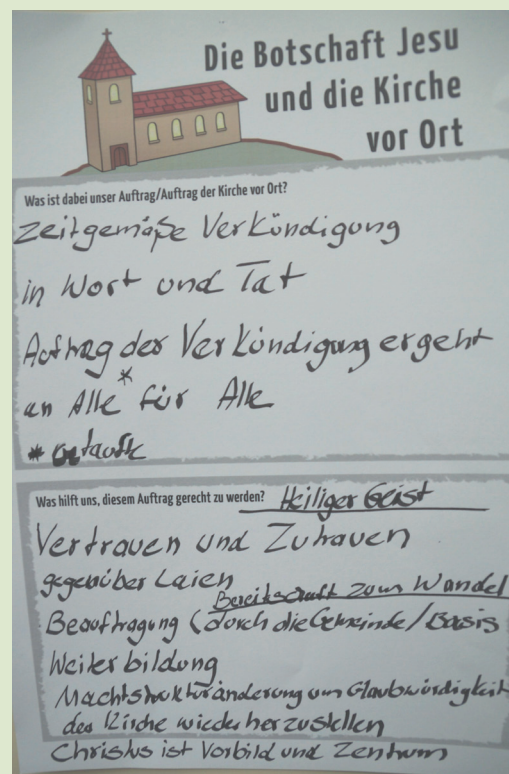 Die Botschaft Jesu
und die Kirche
vor Ort
Was ist dabei unser Auftrag/Auftrag der Kirche vor Ort?
Zeitgemäße Verkündigung
in Wort und Tat
Auftrag der Verkündigung ergeht
an Alle* für Alle
* getauft
Was hilft uns, diesem Auftrag gerecht zu werden? Heiliger Geist
Vertrauen und Zutrauen
gegenüber Laien
Bereitschaft zum Wandel
Beauftragung (durch die Gemeinde/Basis
Weiterbildung
Machtstrukturänderung um Glaubwürdigkeit
der Kirche wieder herzustellen
Christus ist Vorbild und Zentrum